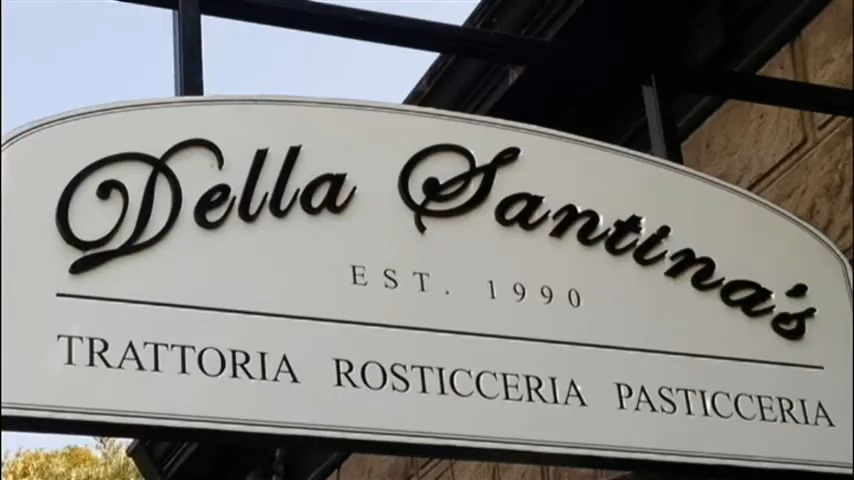 Della Santina's
EST. 1990
TRATTORIA ROSTICCERIA PASTICCERIA